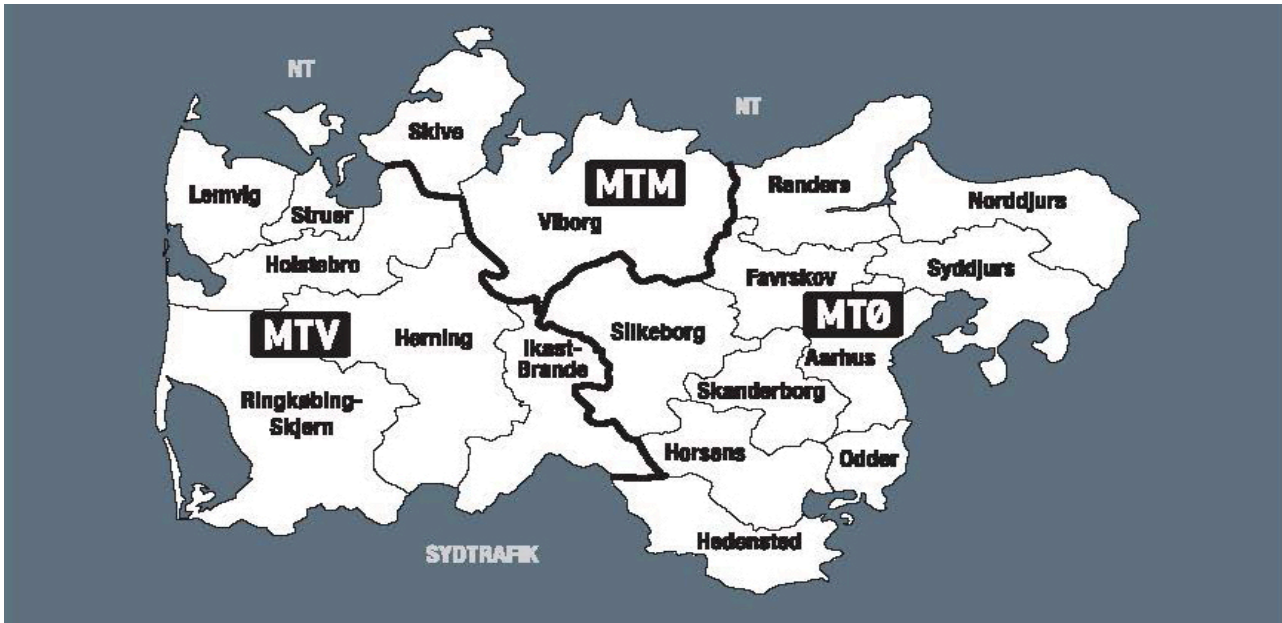 NT
NT
Skive
MTM
Randers
Lemvig
Struer
Norddjurs
Viborg
Holstebro
Favrskov
Syddjurs
MTV
MTØ
Herning
Silkeborg
Ikast-
Brande
Aarhus
Skanderborg
Ringkøbing-
Skjern
Horsens
Odder
Hedensted
SYDTRAFIK